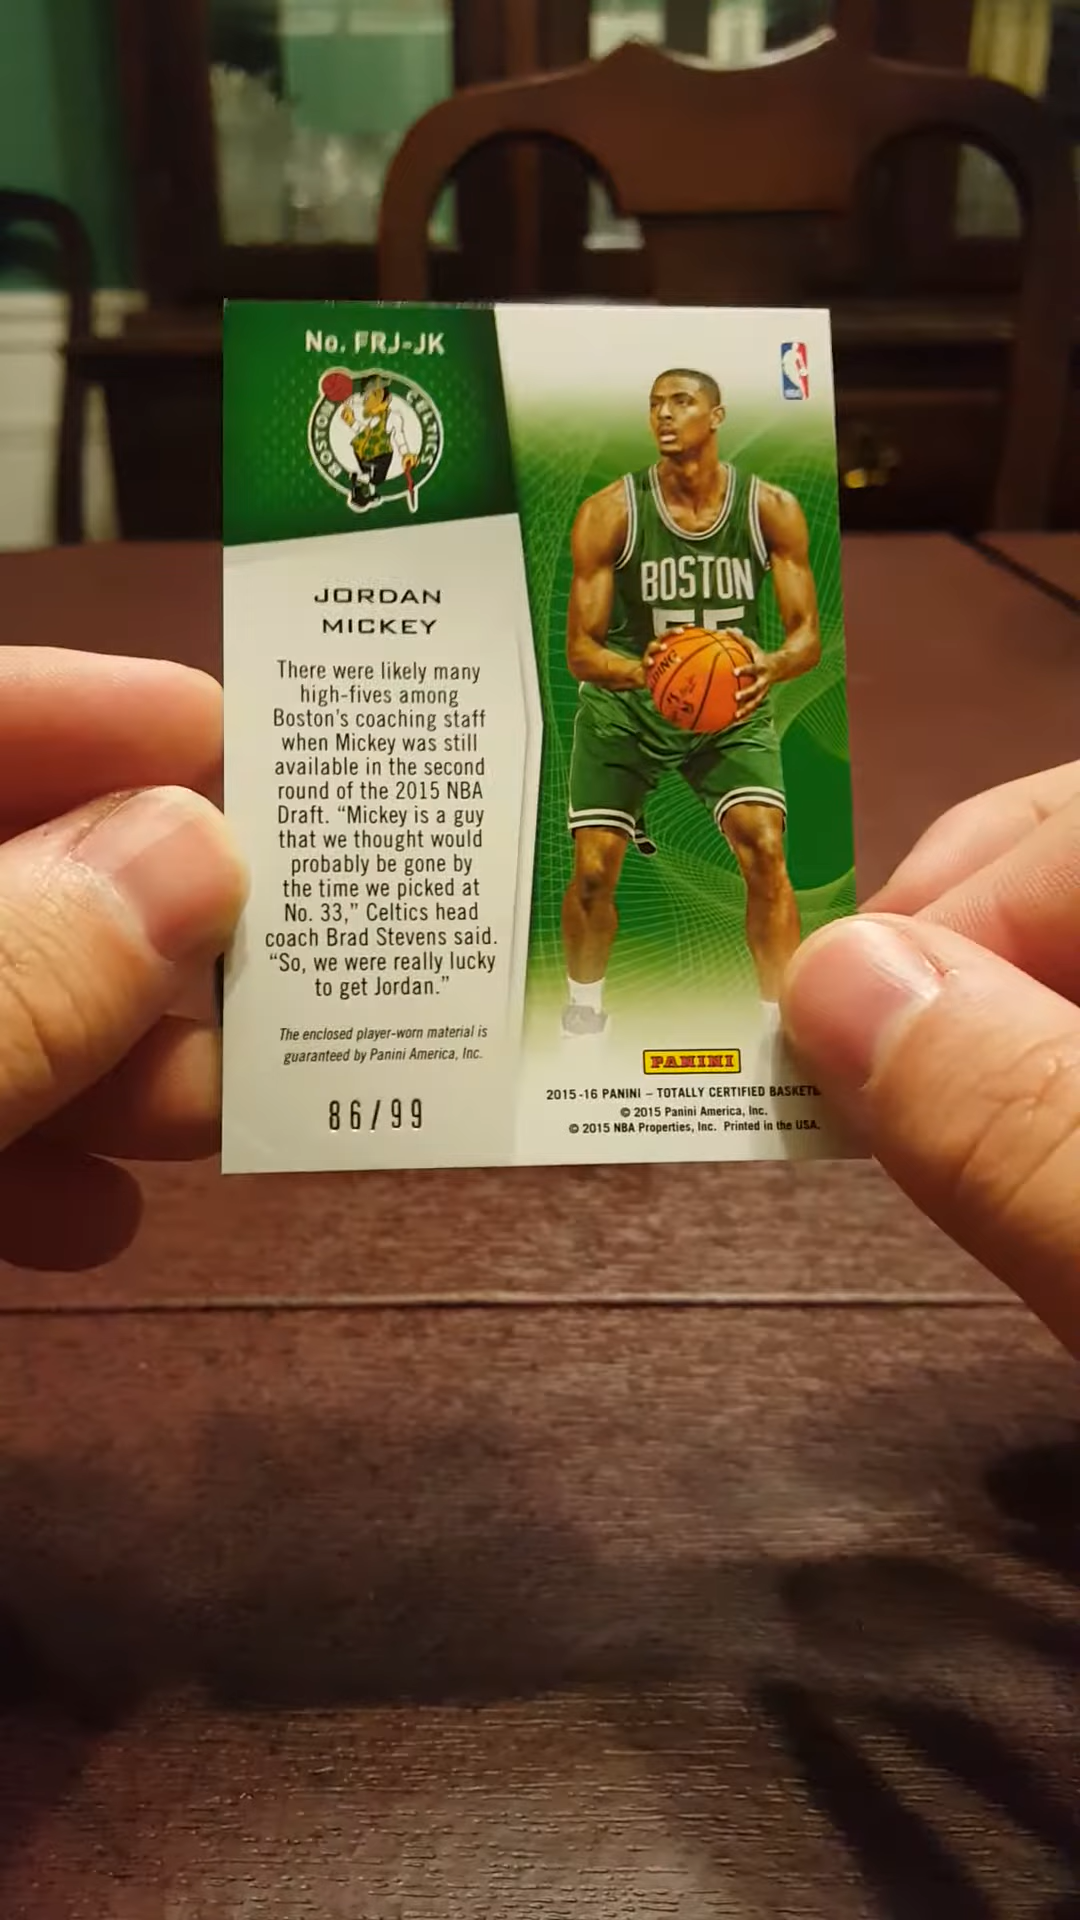 No. FRJ-JK
BOSTON
CELTICS
JORDAN
MICKEY
There were likely many
high-fives among
Boston's coaching staff
when Mickey was still
available in the second
round of the 2015 NBA
Draft. "Mickey is a guy
that we thought would
probably be gone by
the time we picked at
No. 33," Celtics head
coach Brad Stevens said.
"So, we were really lucky
to get Jordan."
The enclosed player-worn material is
guaranteed by Panini America, Inc.
86/99
BOSTON
55
PANINI
2015-16 PANINI – TOTALLY CERTIFIED BASKETB
© 2015 Panini America, Inc.
© 2015 NBA Properties, Inc. Printed in the USA.